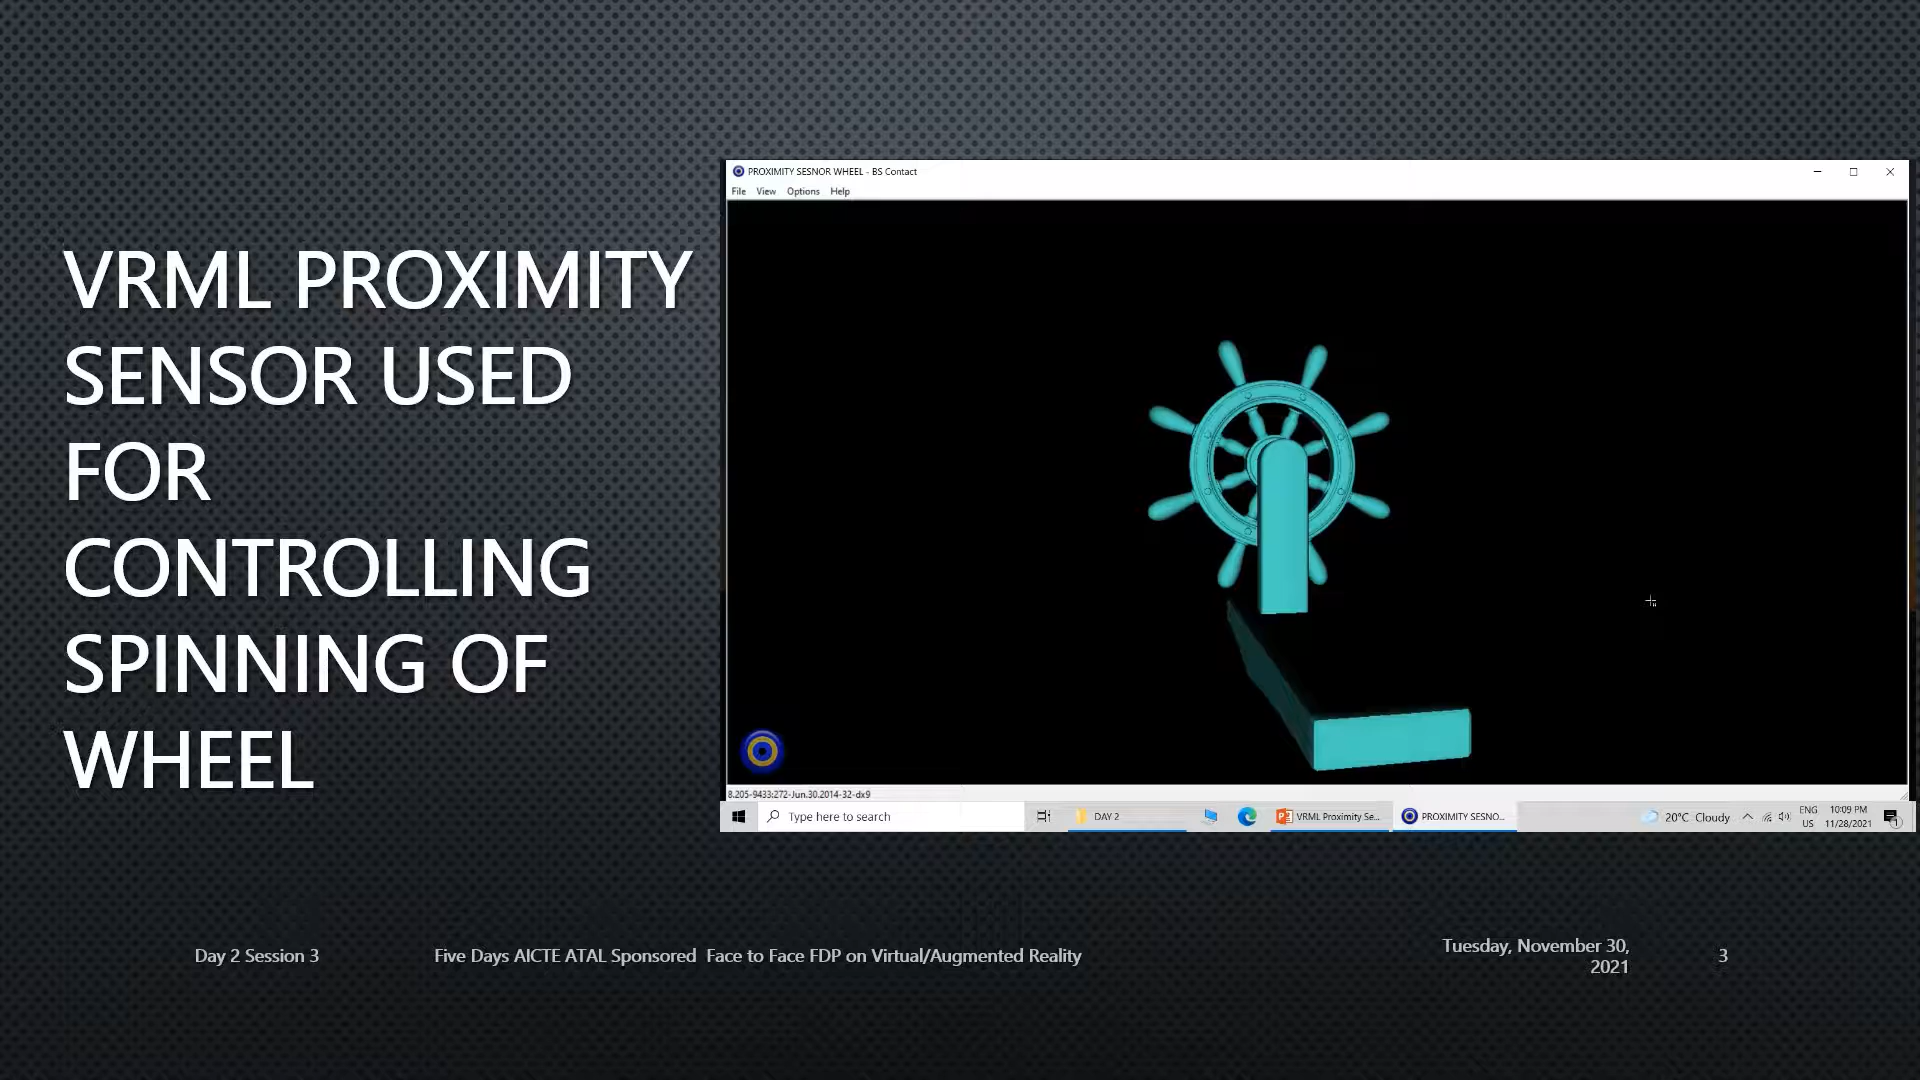 VRML PROXIMITY
SENSOR USED
FOR
CONTROLLING
SPINNING OF
WHEEL
PROXIMITY SESNOR WHEEL - BS Contact
File View Options Help
8.205-9433:272-Jun.30.2014-32-dx9
Type here to search
DAY 2
VRML Proximity Se...
PROXIMITY SESNO...
20°C Cloudy
ENG
US
10:09 PM
11/28/2021
1
Day 2 Session 3
Five Days AICTE ATAL Sponsored Face to Face FDP on Virtual/Augmented Reality
Tuesday, November 30,
2021
3